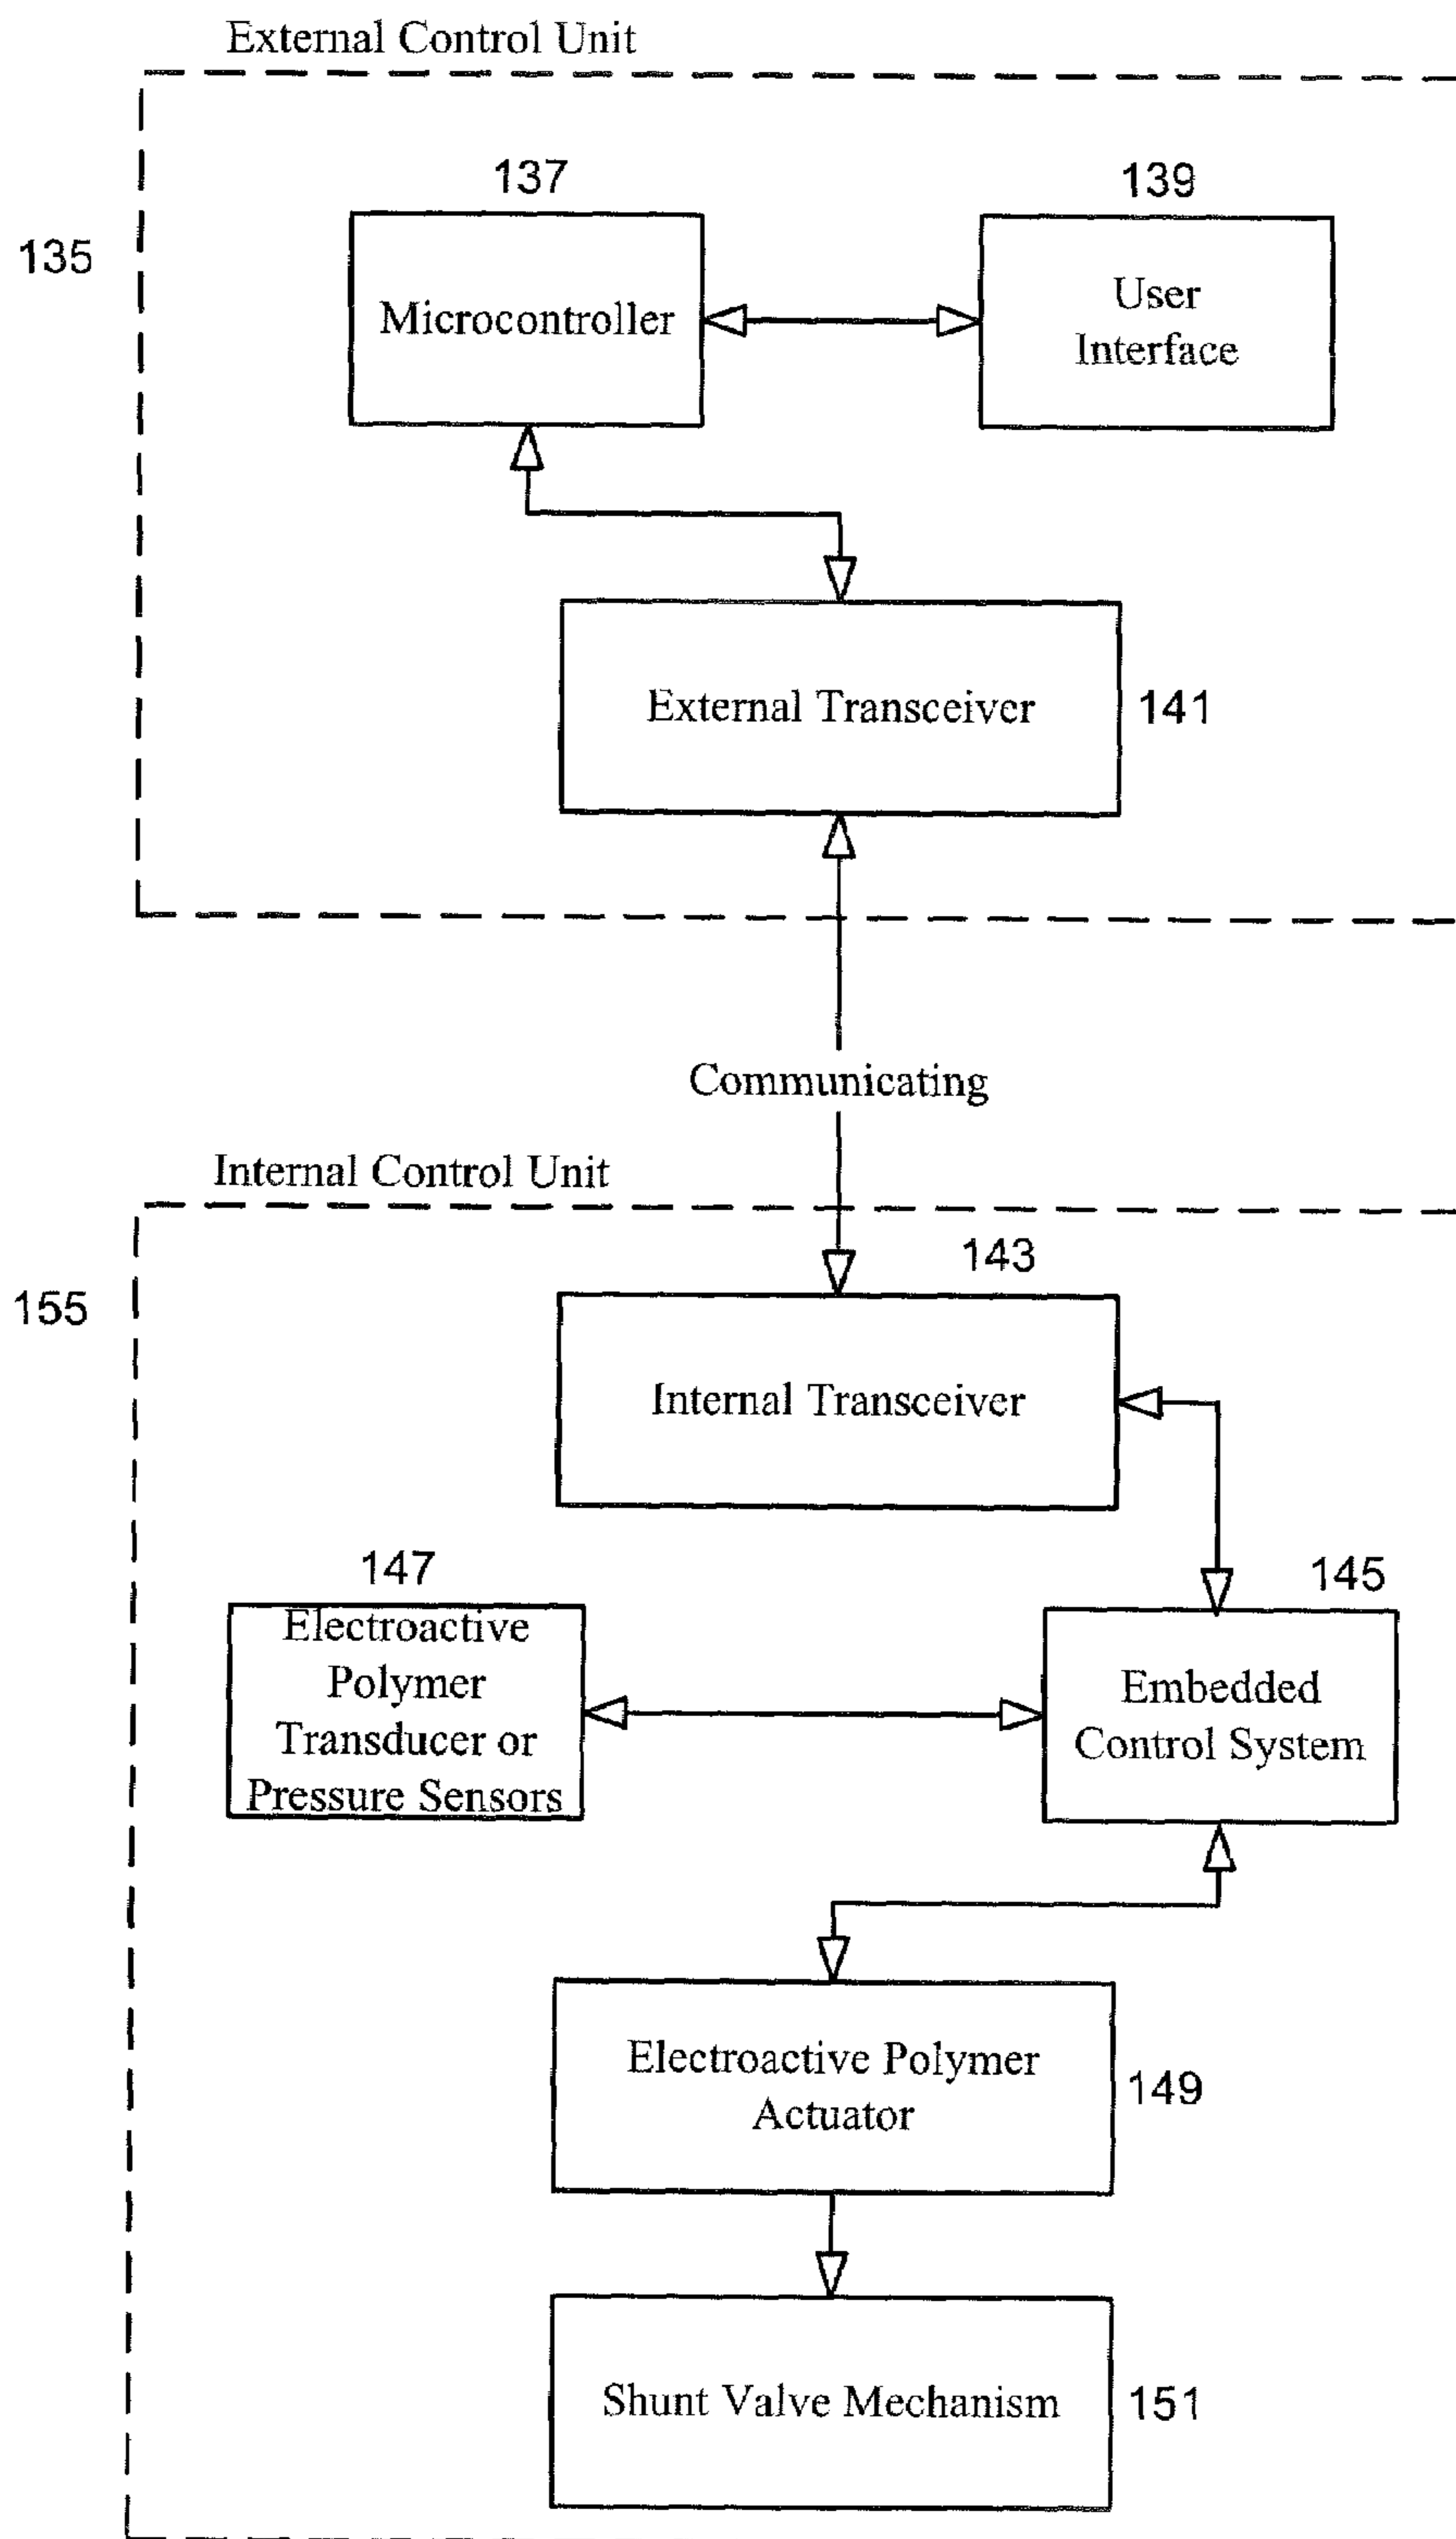 External Control Unit
137
139
135
Microcontroller
User
Interface
External Transceiver
141
Communicating
Internal Control Unit
143
155
Internal Transceiver
147
145
Electroactive
Polymer
Transducer or
Pressure Sensors
Embedded
Control System
Electroactive Polymer
Actuator
149
Shunt Valve Mechanism
151